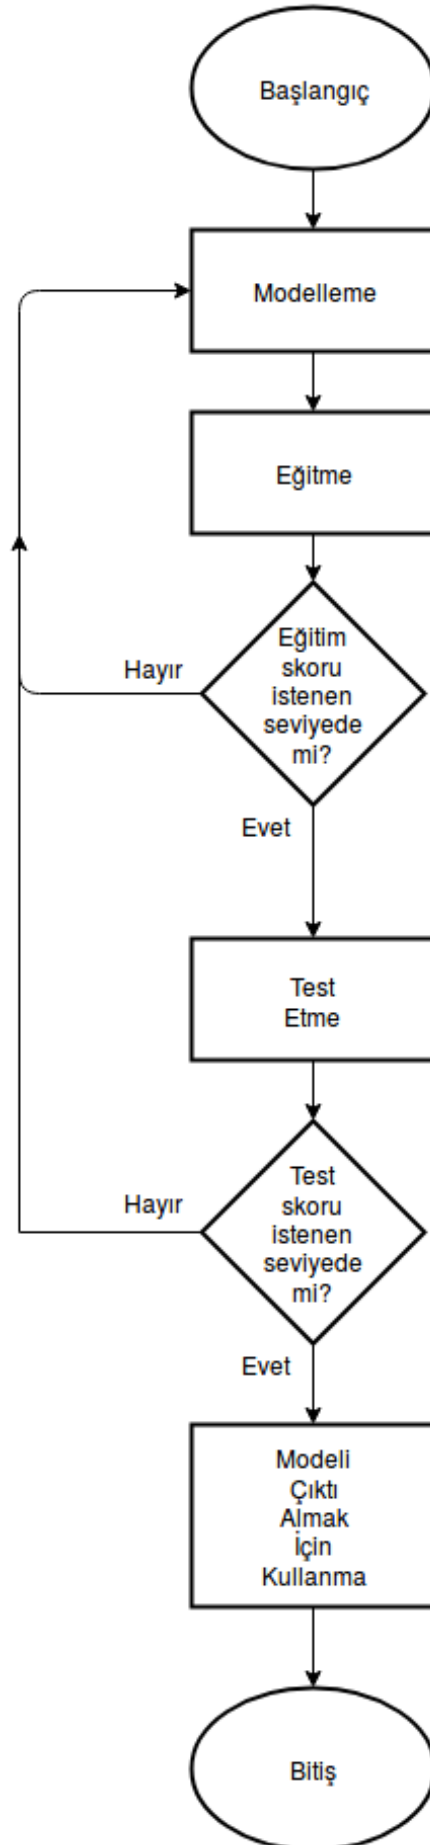 Başlangıç
Modelleme
Eğitme
Eğitim
skoru
istenen
seviyede
mi?
Hayır
Evet
Test
Etme
Test
skoru
istenen
seviyede
mi?
Hayır
Evet
Modeli
Çıktı
Almak
İçin
Kullanma
Bitiş